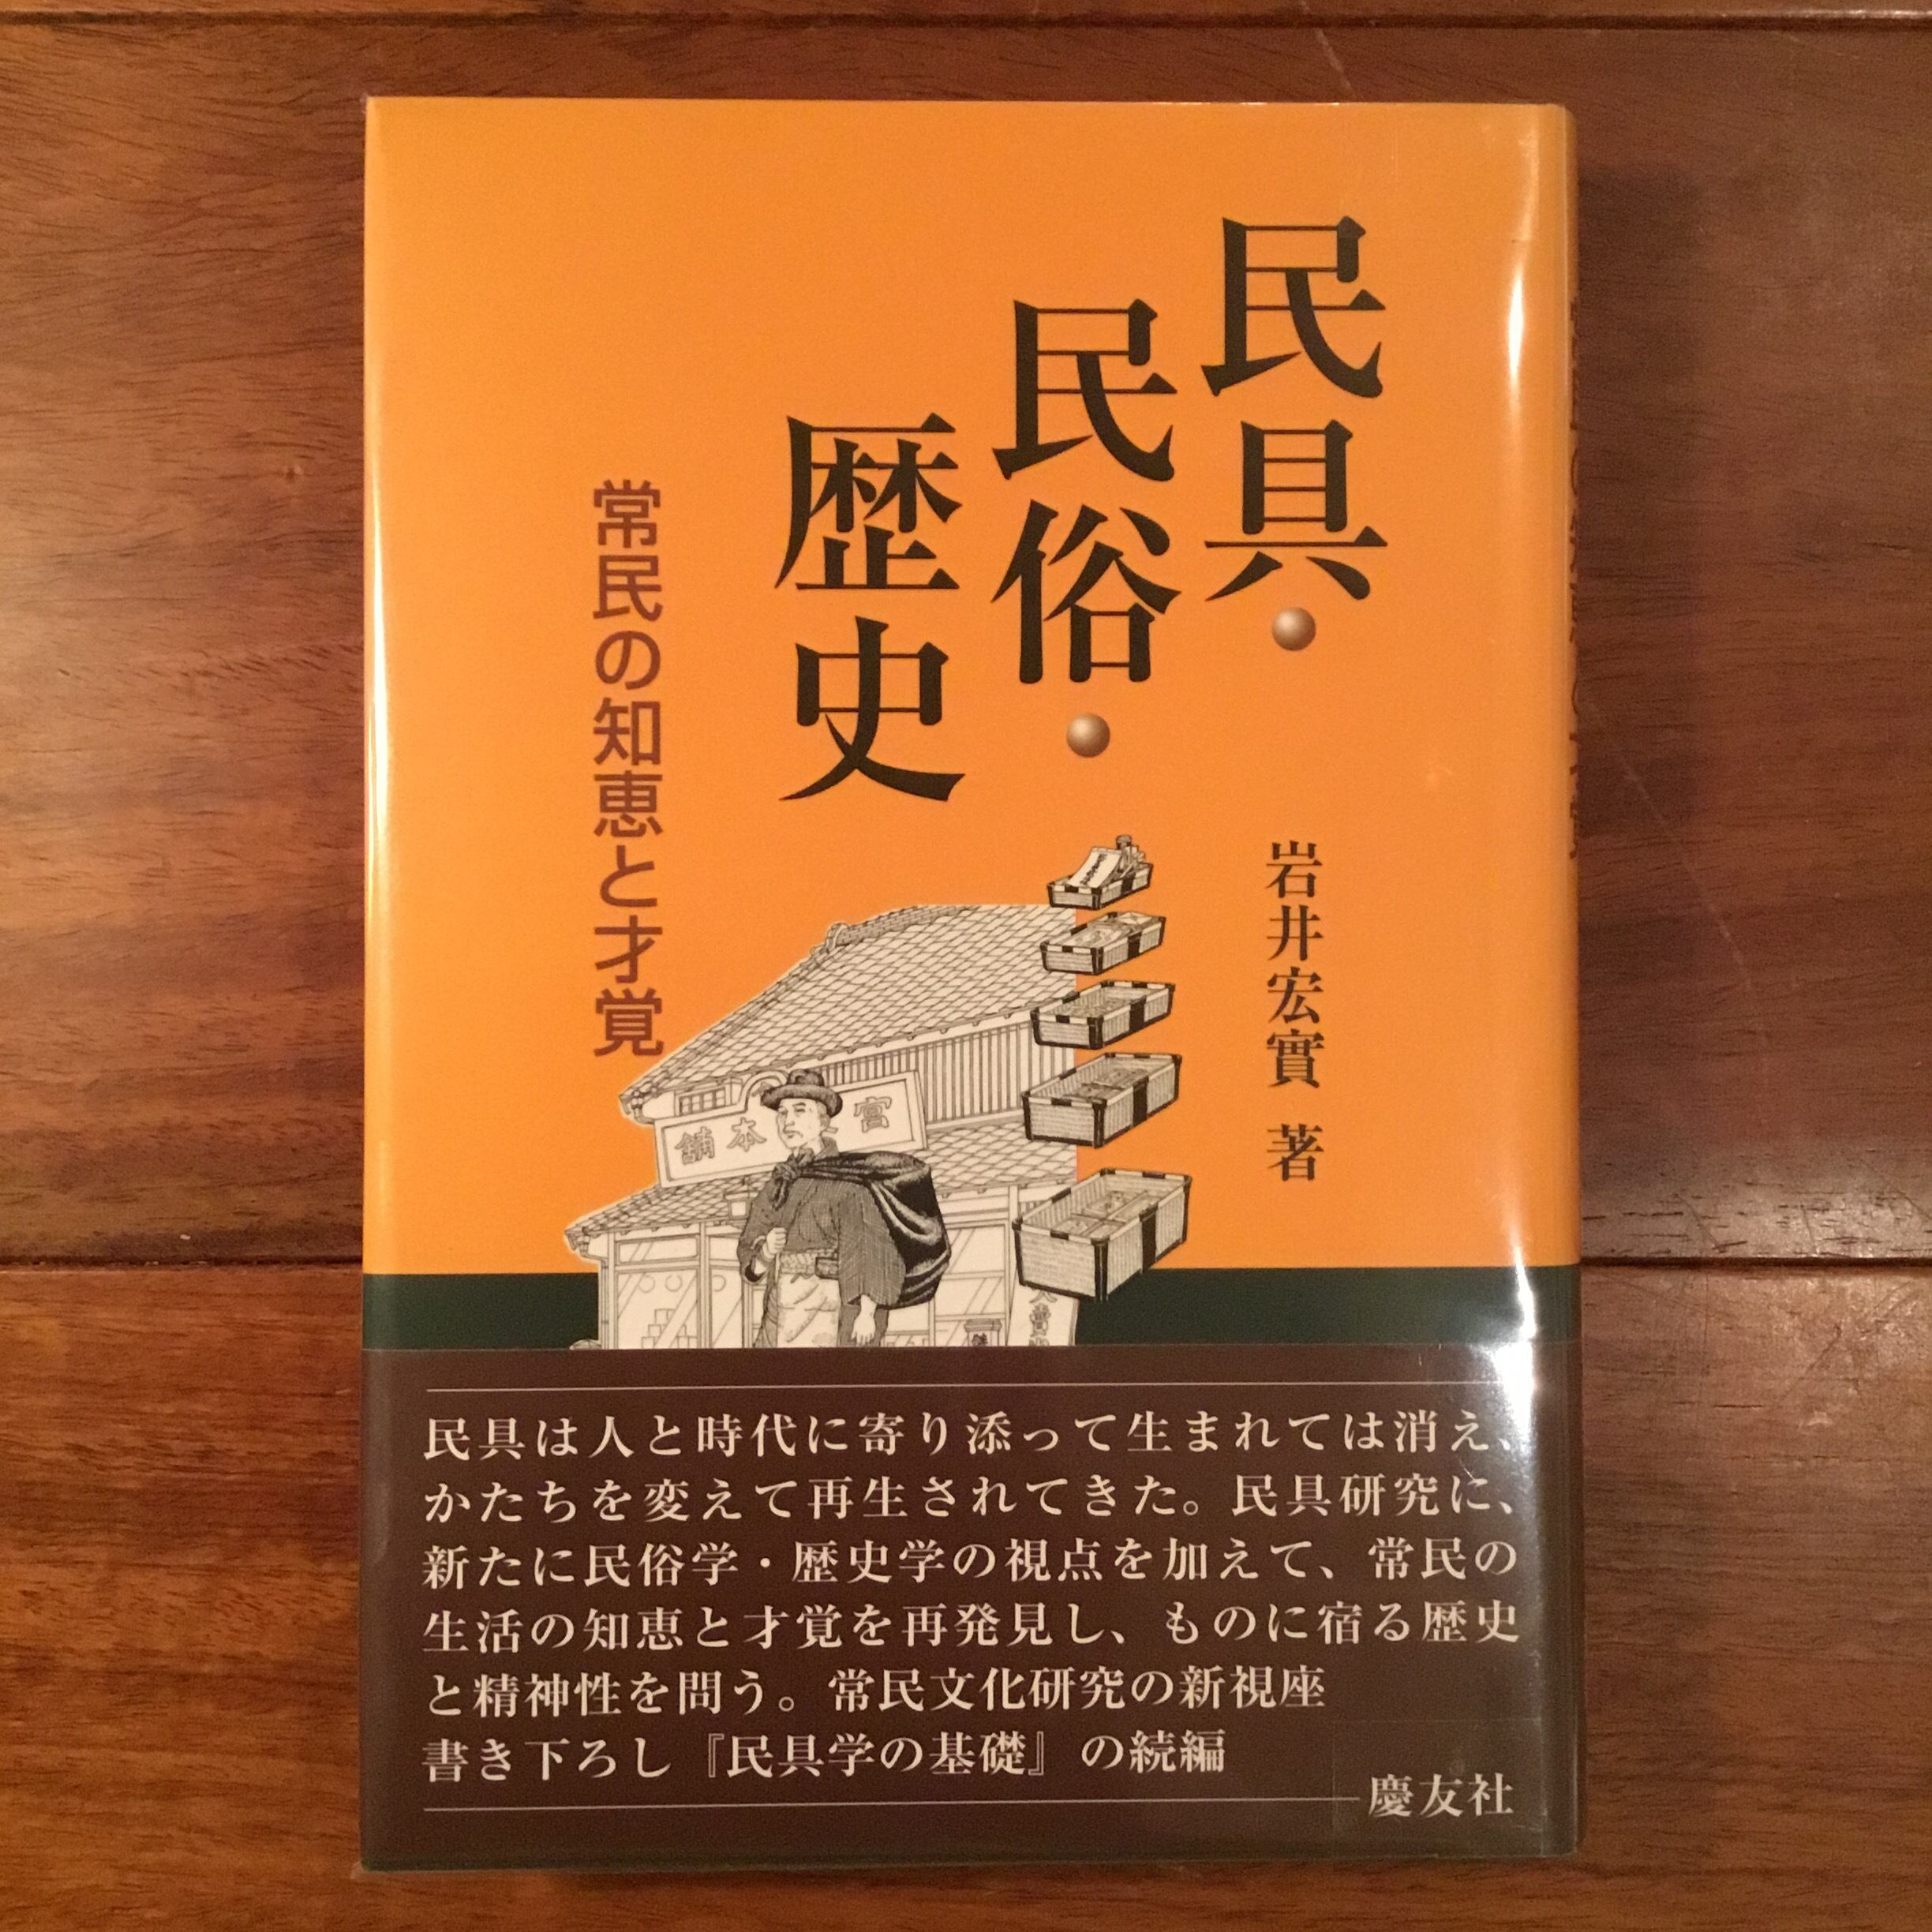 民具・
民俗・
歴史
常民の知恵と才覚
岩井宏實 著
舗本
宮
民具は人と時代に寄り添って生まれては消え、
かたちを変えて再生されてきた。民具研究に、
新たに民俗学・歴史学の視点を加えて、常民の
生活の知恵と才覚を再発見し、ものに宿る歴史
と精神性を問う。常民文化研究の新視座
書き下ろし『民具学の基礎』の続編
慶友社